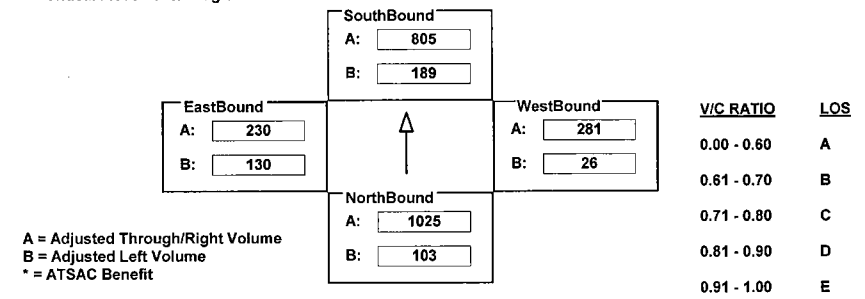 SouthBound
A: 805
B: 189
EastBound
A: 230
B: 130
WestBound
A: 281
B: 26
NorthBound
A: 1025
B: 103
A = Adjusted Through/Right Volume
B = Adjusted Left Volume
* = ATSAC Benefit
V/C RATIO LOS
0.00 - 0.60 A
0.61 - 0.70 B
0.71 - 0.80 C
0.81 - 0.90 D
0.91 - 1.00 E